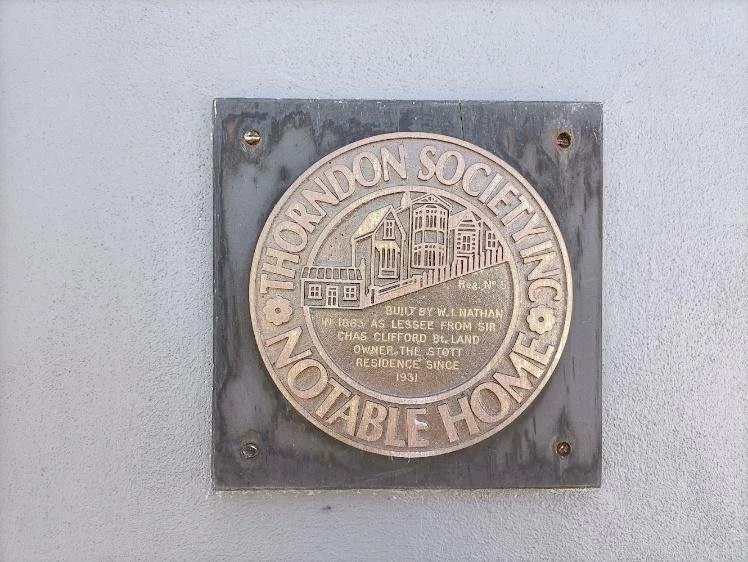 THORNDON SOCIETY INC
Reg. Nº 5
BUILT BY W.I. NATHAN
IN 1883 AS LESSEE FROM SIR
CHAS CLIFFORD Bt. LAND
OWNER. THE STOTT
RESIDENCE SINCE
1931
NOTABLE HOME